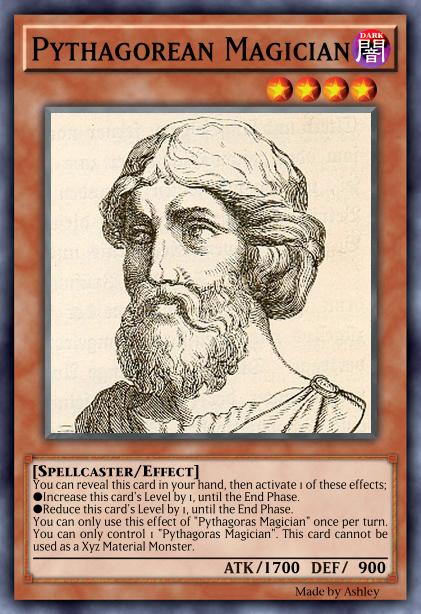 Pythagorean Magician
DARK
闇
[Spellcaster/Effect]
You can reveal this card in your hand, then activate 1 of these effects;
●Increase this card's Level by 1, until the End Phase.
●Reduce this card's Level by 1, until the End Phase.
You can only use this effect of "Pythagoras Magician" once per turn.
You can only control 1 "Pythagoras Magician". This card cannot be
used as a Xyz Material Monster.
ATK/1700 DEF/ 900
Made by Ashley